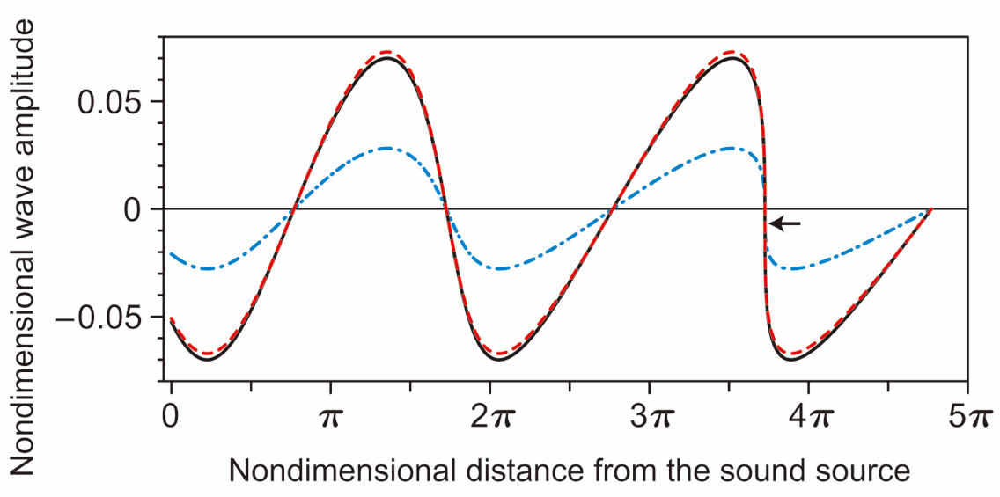 Nondimensional wave amplitude
0.05
0
−0.05
0 π 2π 3π 4π 5π
Nondimensional distance from the sound source